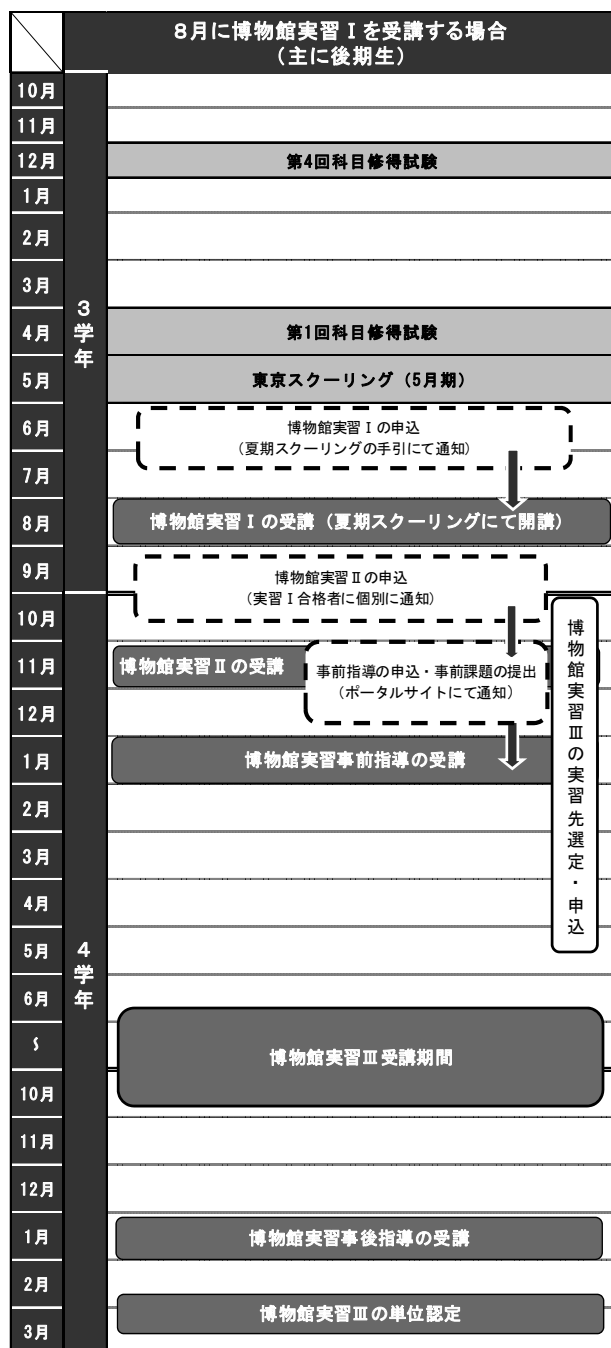 8月に博物館実習Ⅰを受講する場合
(主に後期生)
10月
11月
12月
第4回科目修得試験
1月
2月
3月
3学年
4月
第1回科目修得試験
5月
東京スクーリング(5月期)
6月
博物館実習Ⅰの申込
(夏期スクーリングの手引にて通知)
7月
8月
博物館実習Ⅰの受講(夏期スクーリングにて開講)
9月
博物館実習Ⅱの申込
(実習Ⅰ合格者に個別に通知)
10月
博物館実習Ⅲの実習先選定・申込
11月
博物館実習Ⅱの受講
事前指導の申込・事前課題の提出
(ポータルサイトにて通知)
12月
1月
博物館実習事前指導の受講
2月
3月
4月
5月
4学年
6月
~
博物館実習Ⅲ受講期間
10月
11月
12月
1月
博物館実習事後指導の受講
2月
博物館実習Ⅲの単位認定
3月